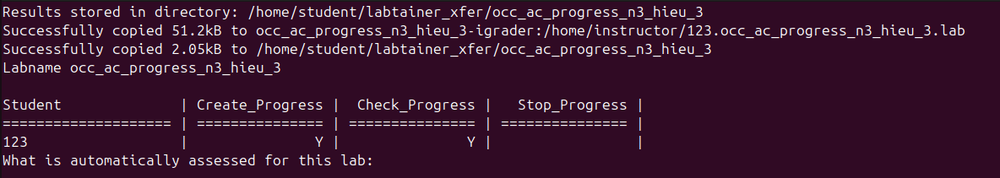 Results stored in directory: /home/student/labtainer_xfer/occ_ac_progress_n3_hieu_3
Successfully copied 51.2kB to occ_ac_progress_n3_hieu_3-igrader:/home/instructor/123.occ_ac_progress_n3_hieu_3.lab
Successfully copied 2.05kB to /home/student/labtainer_xfer/occ_ac_progress_n3_hieu_3
Labname occ_ac_progress_n3_hieu_3

Student              | Create_Progress |  Check_Progress |   Stop_Progress |
==================== | =============== | =============== | =============== |
123                  |               Y |               Y |                 |
What is automatically assessed for this lab: